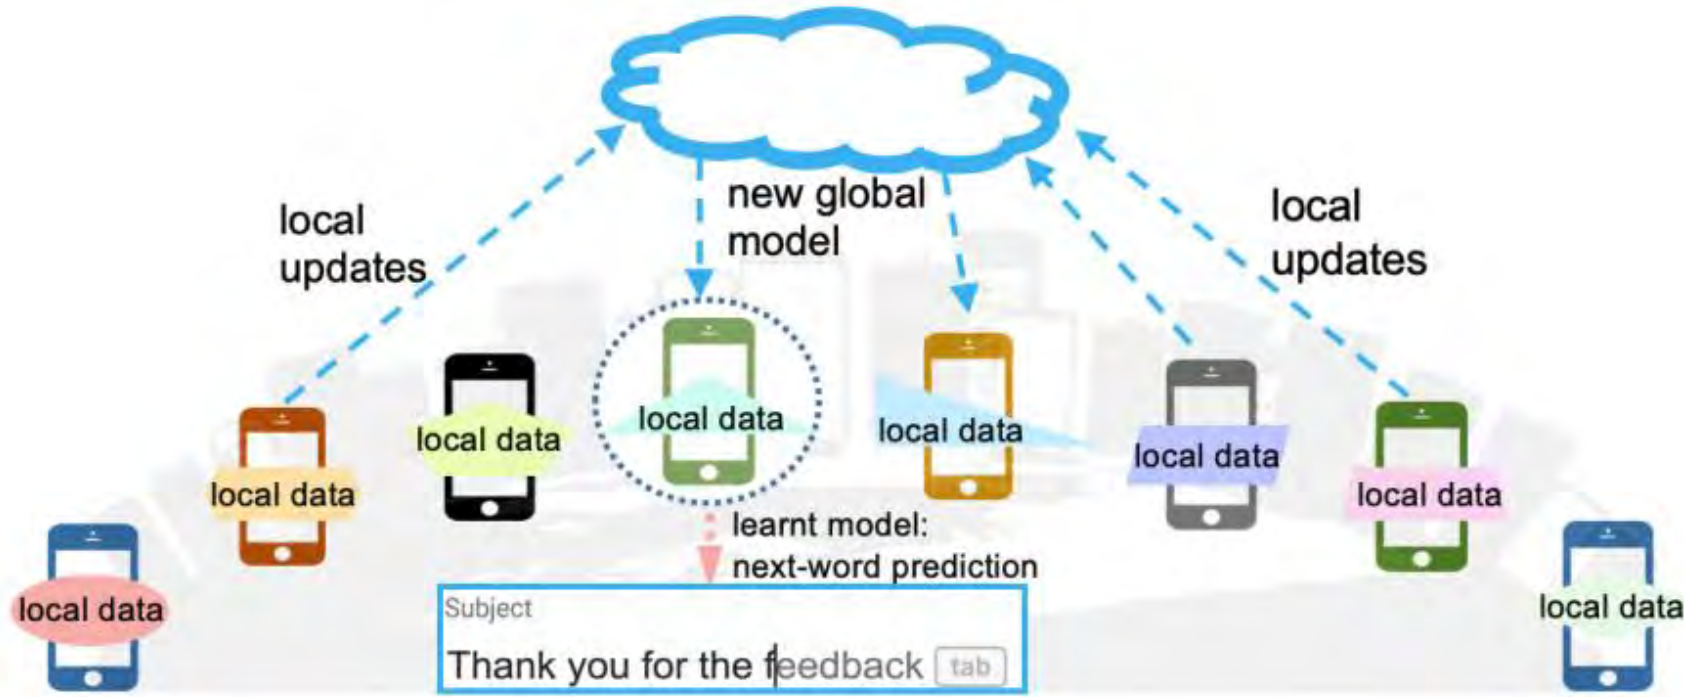 local
updates
new global
model
local
updates
local data
local data
local data
local data
local data
local data
local data
local data
learnt model:
next-word prediction
Subject
Thank you for the feedback tab